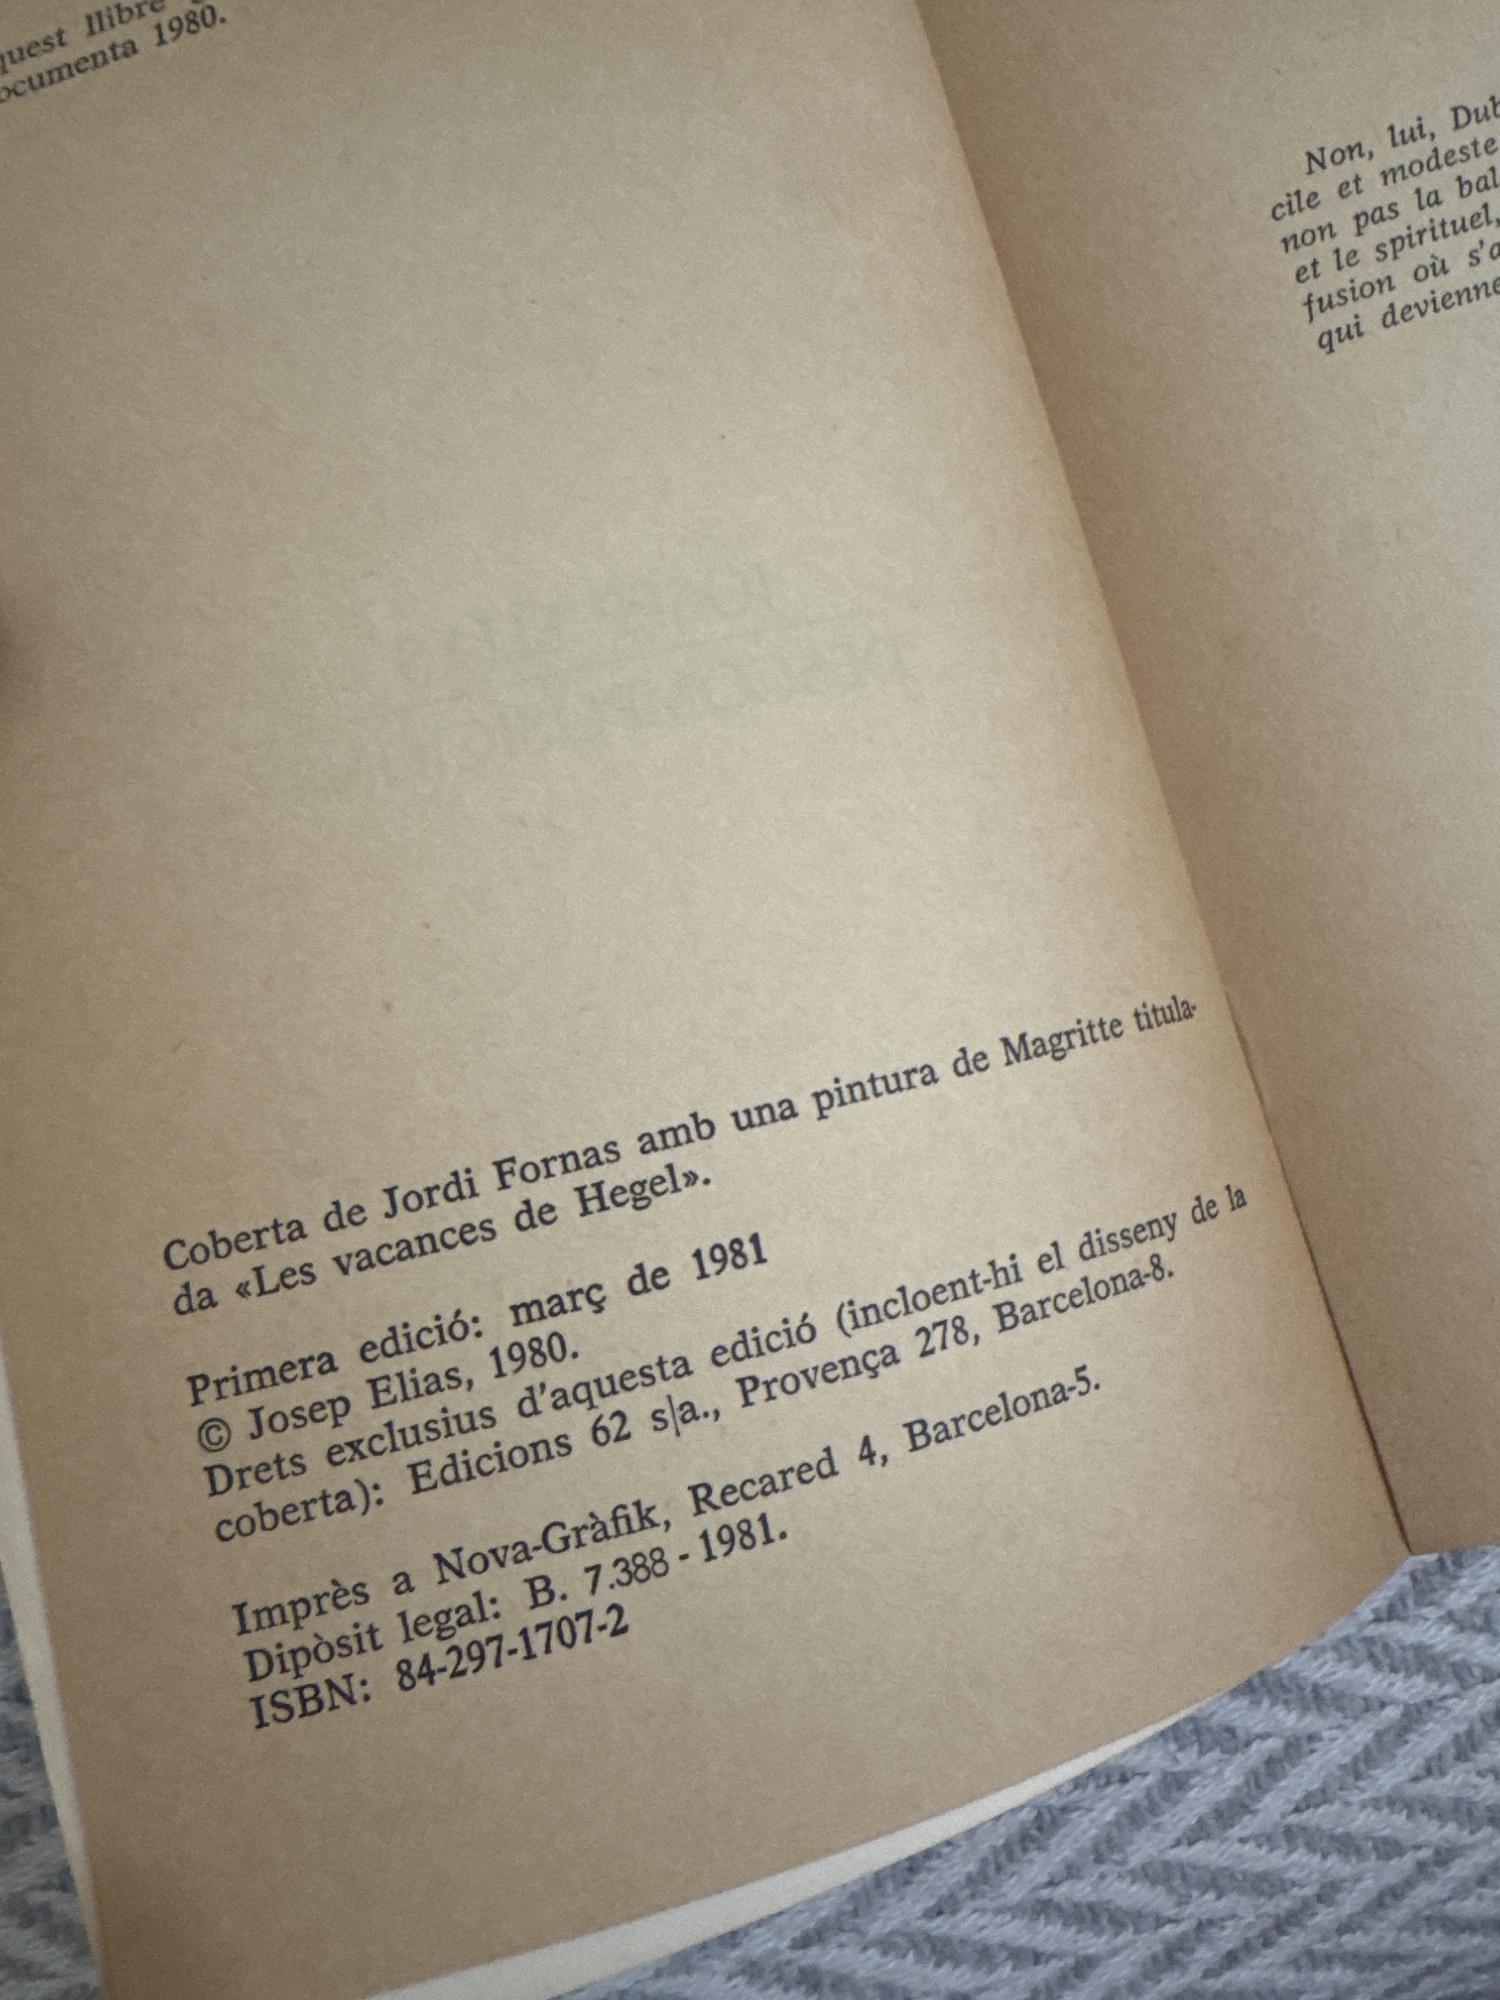 quest llibre
ocumenta 1980.
Coberta de Jordi Fornas amb una pintura de Magritte titula-
da «Les vacances de Hegel».
Primera edició: març de 1981
© Josep Elias, 1980.
Drets exclusius d'aquesta edició (incloent-hi el disseny de la
coberta): Edicions 62 s|a., Provença 278, Barcelona-8.
Imprès a Nova-Gràfik, Recared 4, Barcelona-5.
Dipòsit legal: B. 7.388 - 1981.
ISBN: 84-297-1707-2
Non, lui, Dub
cile et modeste
non pas la bal
et le spirituel,
fusion où s'a
qui devienne